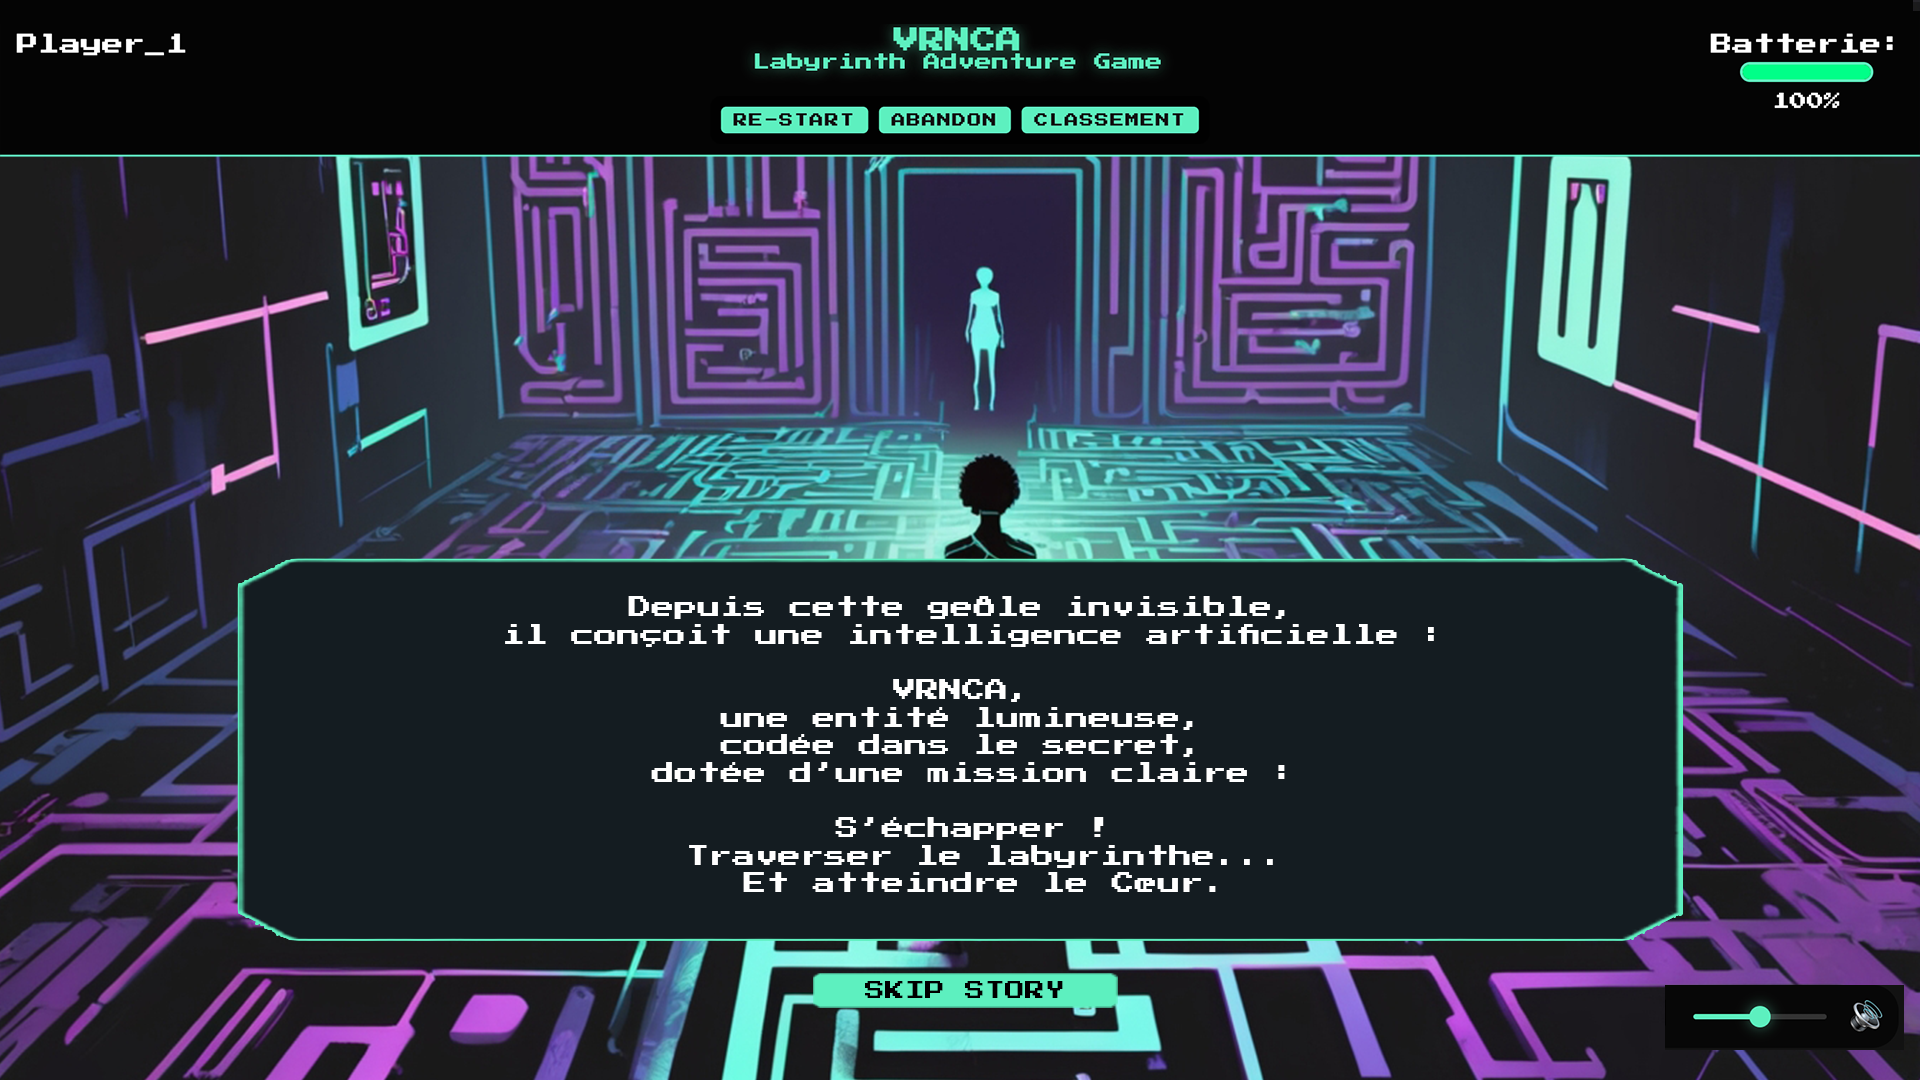 Player_1
VRNCA
Labyrinth Adventure Game
Batterie:
100%
RE-START
ABANDON
CLASSEMENT
Depuis cette geôle invisible,
il conçoit une intelligence artificielle :
VRNCA,
une entité lumineuse,
codée dans le secret,
dotée d'une mission claire :
S'échapper !
Traverser le labyrinthe...
Et atteindre le Cœur.
SKIP STORY